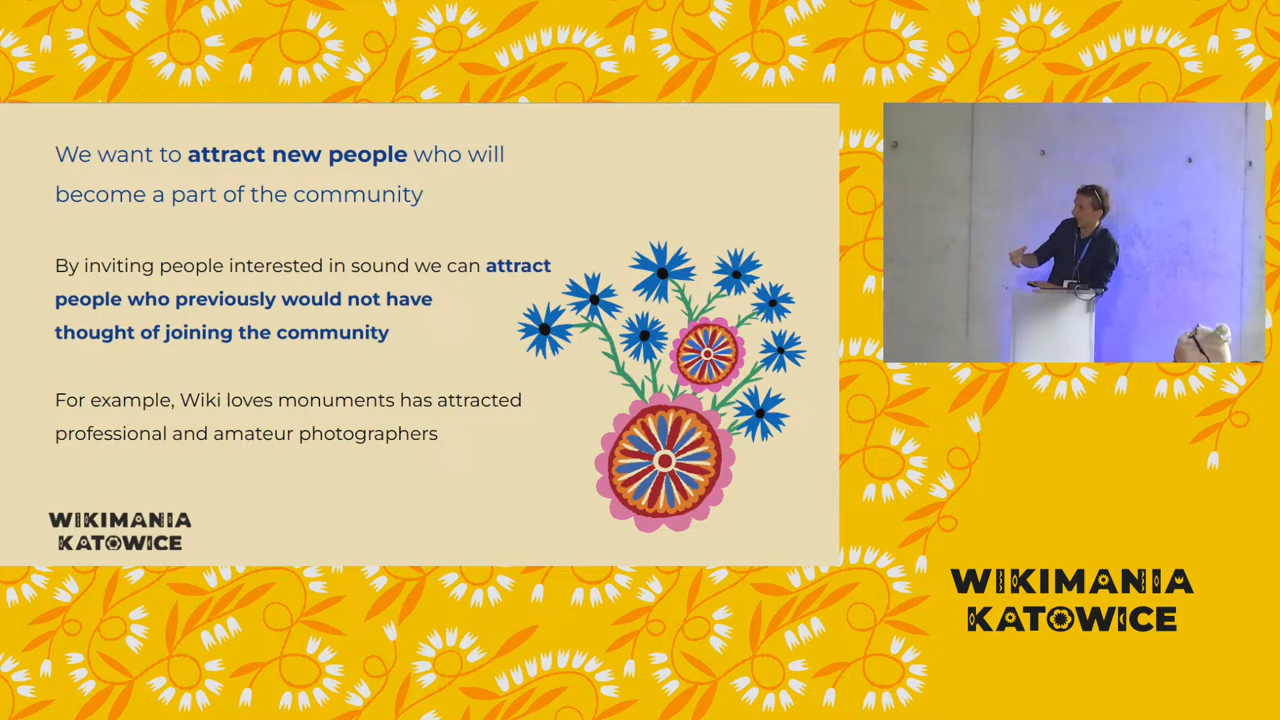 We want to attract new people who will
become a part of the community
By inviting people interested in sound we can attract
people who previously would not have
thought of joining the community
For example, Wiki loves monuments has attracted
professional and amateur photographers
WIKIMANIA
KATOWICE
WIKIMANIA
KATOWICE